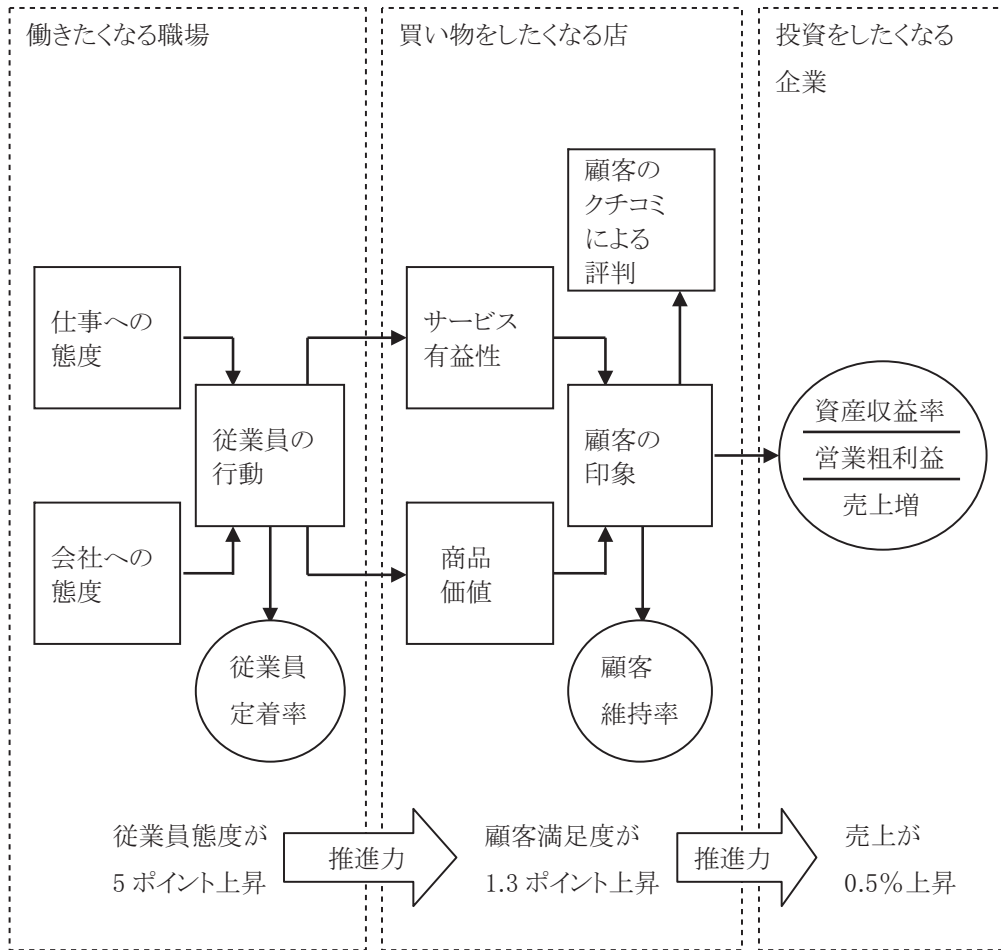 働きたくなる職場
買い物をしたくなる店
投資をしたくなる
企業
顧客の
クチコミ
による
評判
仕事への
態度
サービス
有益性
従業員の
行動
顧客の
印象
資産収益率
営業粗利益
売上増
会社への
態度
商品
価値
従業員
定着率
顧客
維持率
従業員態度が
5 ポイント上昇
推進力
顧客満足度が
1.3 ポイント上昇
推進力
売上が
0.5%上昇